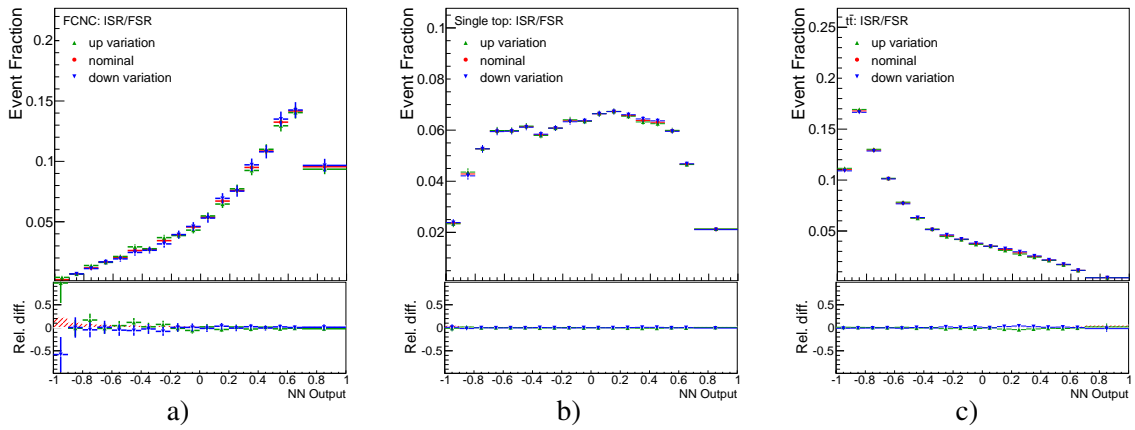 FCNC: ISR/FSR
up variation
nominal
down variation
Event Fraction
0.2
0.15
0.1
0.05
Rel. diff.
0.5
0
-0.5
-1 -0.8 -0.6 -0.4 -0.2 0 0.2 0.4 0.6 0.8 1
NN Output
a)
Single top: ISR/FSR
up variation
nominal
down variation
Event Fraction
0.1
0.08
0.06
0.04
0.02
Rel. diff.
0.5
0
-0.5
-1 -0.8 -0.6 -0.4 -0.2 0 0.2 0.4 0.6 0.8 1
NN Output
b)
tt̄: ISR/FSR
up variation
nominal
down variation
Event Fraction
0.25
0.2
0.15
0.1
0.05
Rel. diff.
0.5
0
-0.5
-1 -0.8 -0.6 -0.4 -0.2 0 0.2 0.4 0.6 0.8 1
NN Output
c)